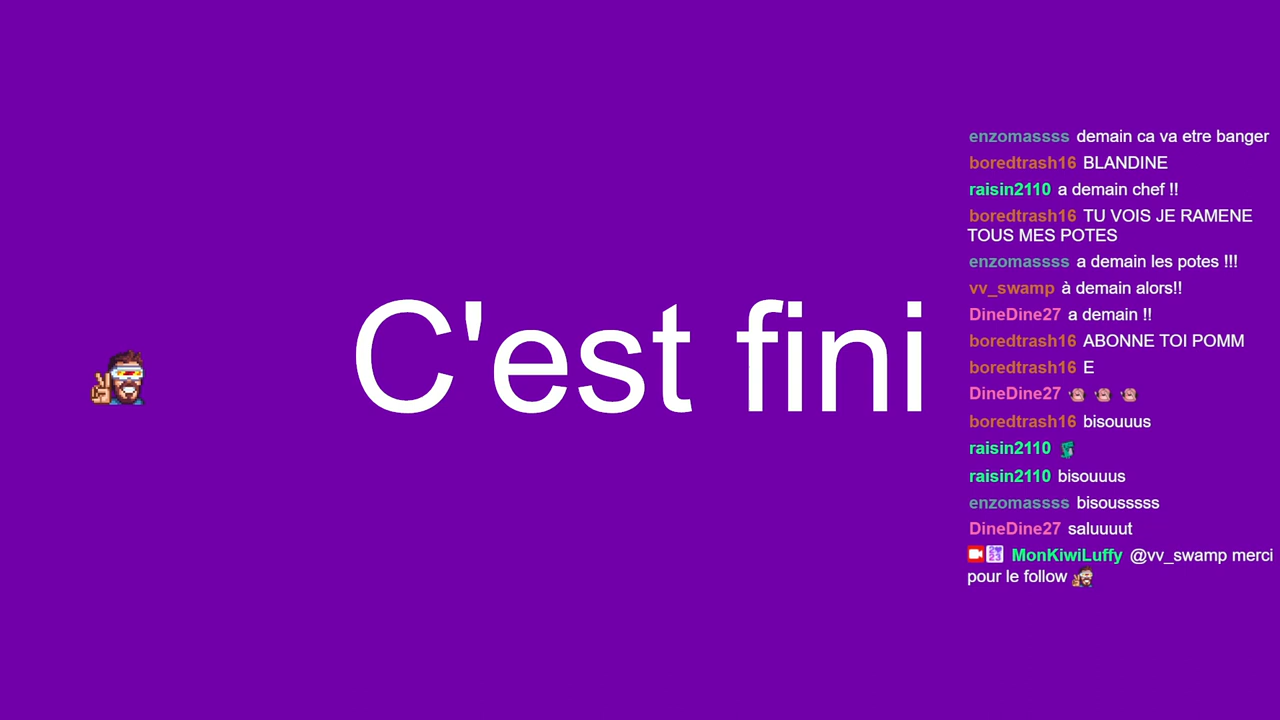 C'est fini
enzomassss demain ca va etre banger
boredtrash16 BLANDINE
raisin2110 a demain chef !!
boredtrash16 TU VOIS JE RAMENE
TOUS MES POTES
enzomassss a demain les potes !!!
vv_swamp à demain alors!!
DineDine27 a demain !!
boredtrash16 ABONNE TOI POMM
boredtrash16 E
DineDine27
boredtrash16 bisouuus
raisin2110
raisin2110 bisouuus
enzomassss bisousssss
DineDine27 saluuuut
MonKiwiLuffy @vv_swamp merci
pour le follow